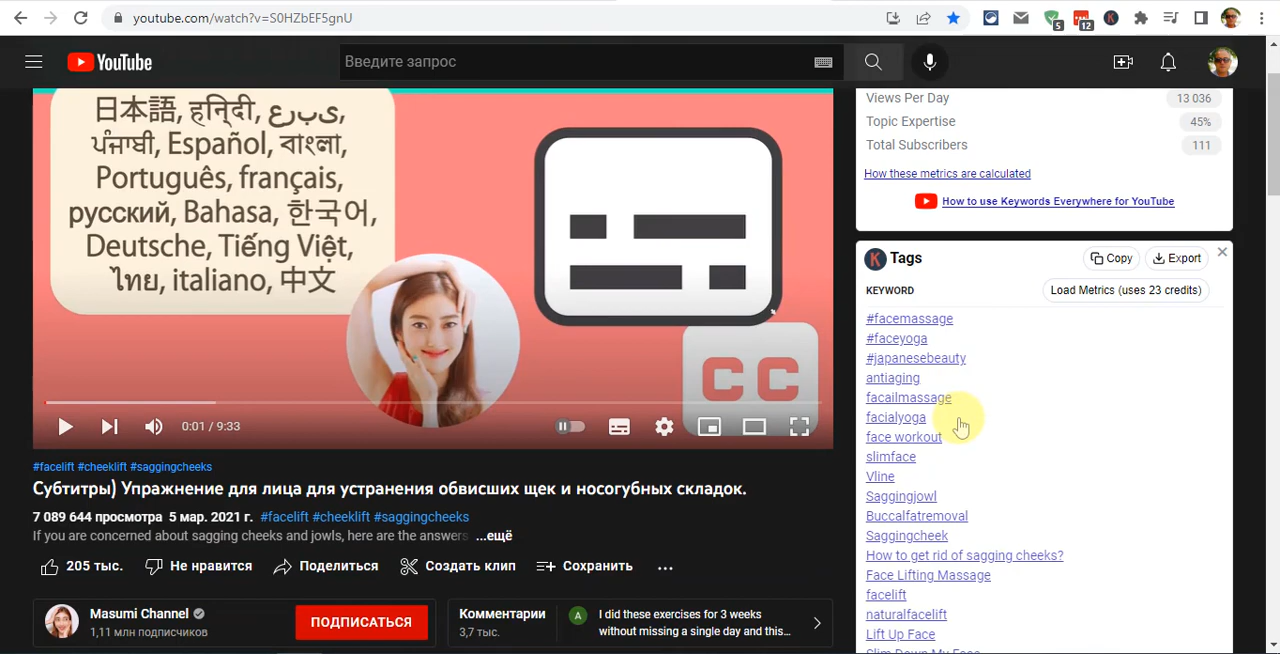 youtube.com/watch?v=S0HZbEF5gnU
5
12
K
YouTube
Введите запрос
日本語, हिन्दी, عربى,
ਪੰਜਾਬੀ, Español, বাংলা,
Português, français,
русский, Bahasa, 한국어,
Deutsche, Tiếng Việt,
ไทย, italiano, 中文
CC
0:01 / 9:33
#facelift #cheeklift #saggingcheeks
Субтитры) Упражнение для лица для устранения обвисших щек и носогубных складок.
7 089 644 просмотра 5 мар. 2021 г. #facelift #cheeklift #saggingcheeks
If you are concerned about sagging cheeks and jowls, here are the answers ...ещё
205 тыс. Не нравится Поделиться Создать клип Сохранить ...
Masumi Channel
1,11 млн подписчиков
ПОДПИСАТЬСЯ
Комментарии
3,7 тыс.
A
I did these exercises for 3 weeks
without missing a single day and this...
Views Per Day 13 036
Topic Expertise 45%
Total Subscribers 111
How these metrics are calculated
How to use Keywords Everywhere for YouTube
K Tags Copy Export
KEYWORD Load Metrics (uses 23 credits)
#facemassage
#faceyoga
#japanesebeauty
antiaging
facailmassage
facialyoga
face workout
slimface
Vline
Saggingjowl
Buccalfatremoval
Saggingcheek
How to get rid of sagging cheeks?
Face Lifting Massage
facelift
naturalfacelift
Lift Up Face
Slim Down My Face